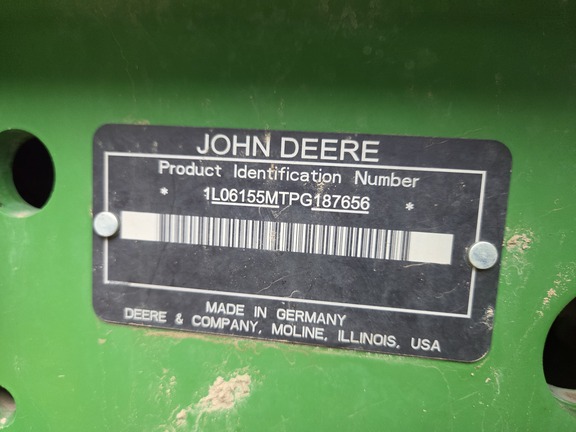 JOHN DEERE
Product Identification Number
* 1L06155MTPG187656 *
MADE IN GERMANY
DEERE & COMPANY, MOLINE, ILLINOIS, USA